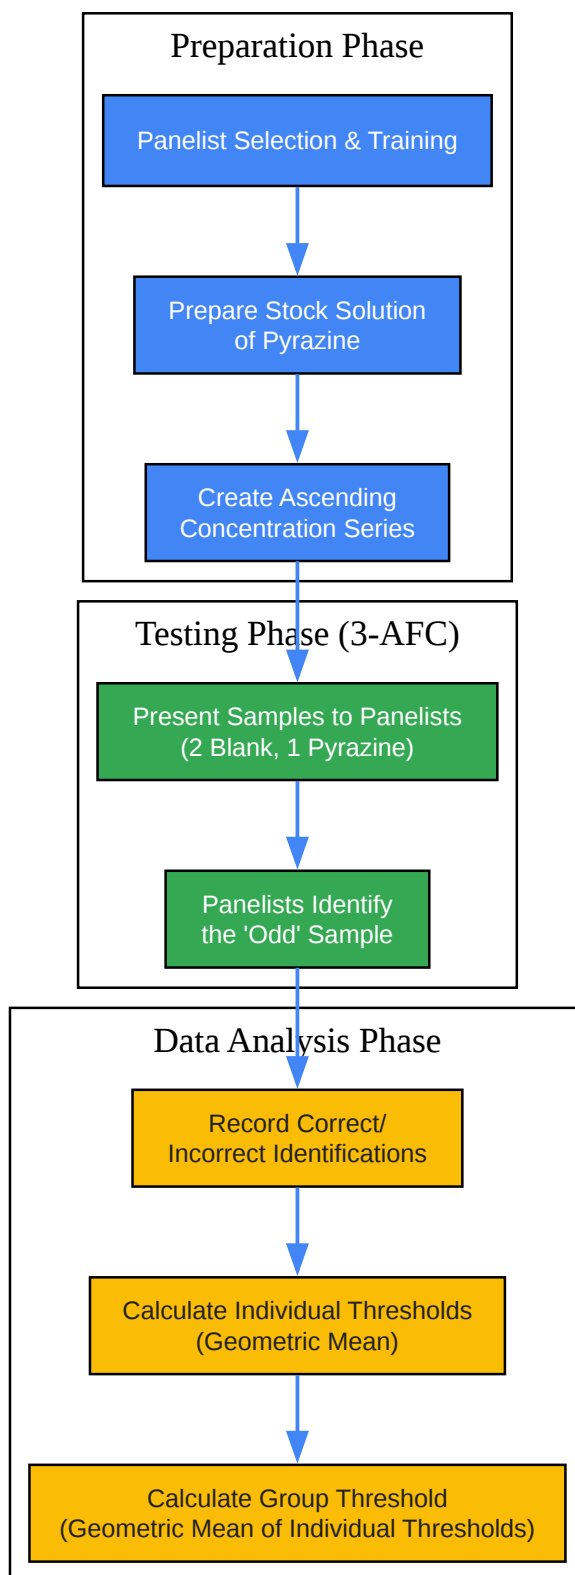 Preparation Phase
Panelist Selection & Training
Prepare Stock Solution
of Pyrazine
Create Ascending
Concentration Series
Testing Phase (3-AFC)
Present Samples to Panelists
(2 Blank, 1 Pyrazine)
Panelists Identify
the 'Odd' Sample
Data Analysis Phase
Record Correct/
Incorrect Identifications
Calculate Individual Thresholds
(Geometric Mean)
Calculate Group Threshold
(Geometric Mean of Individual Thresholds)